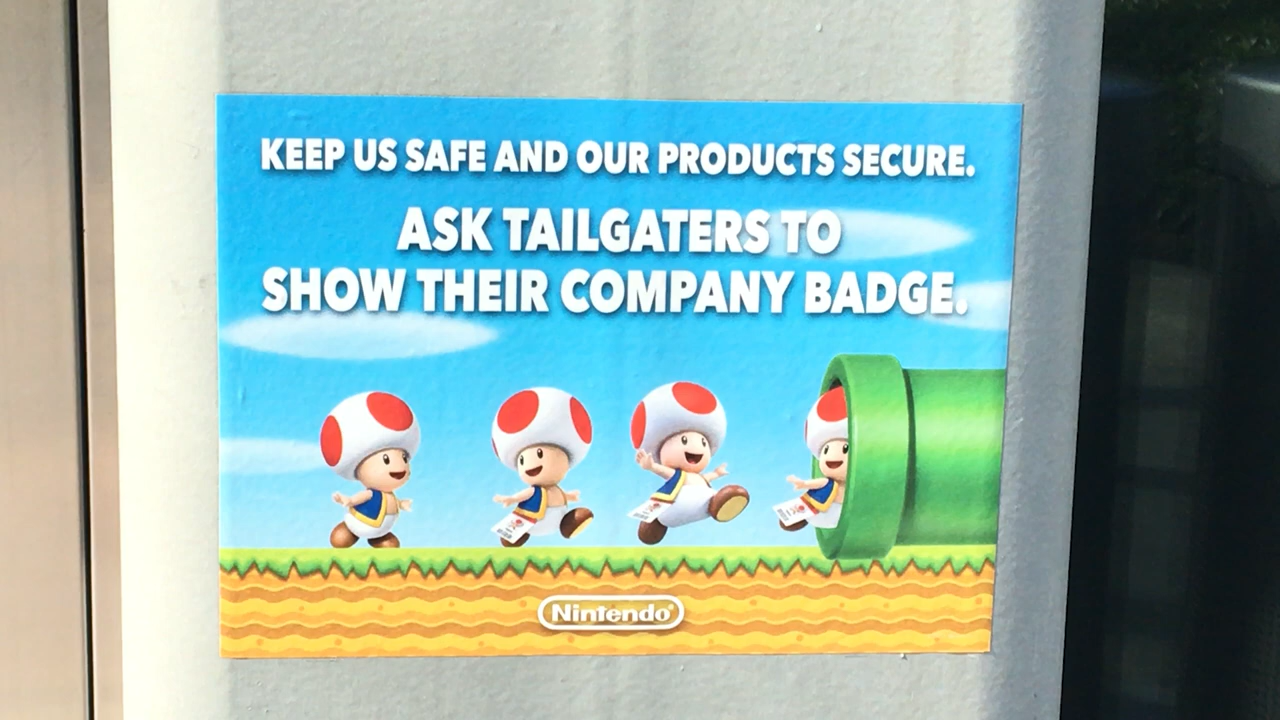 KEEP US SAFE AND OUR PRODUCTS SECURE.
ASK TAILGATERS TO
SHOW THEIR COMPANY BADGE.
Nintendo®